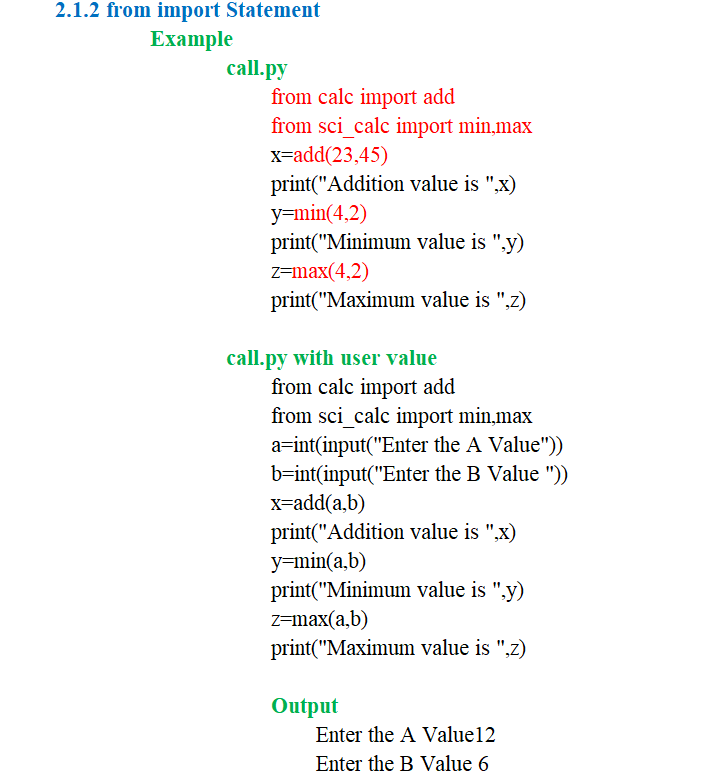 2.1.2 from import Statement
Example
call.py
from calc import add
from sci_calc import min,max
x=add(23,45)
print("Addition value is ",x)
y=min(4,2)
print("Minimum value is ",y)
z=max(4,2)
print("Maximum value is ",z)
call.py with user value
from calc import add
from sci_calc import min,max
a=int(input("Enter the A Value"))
b=int(input("Enter the B Value "))
x=add(a,b)
print("Addition value is ",x)
y=min(a,b)
print("Minimum value is ",y)
z=max(a,b)
print("Maximum value is ",z)
Output
Enter the A Value12
Enter the B Value 6